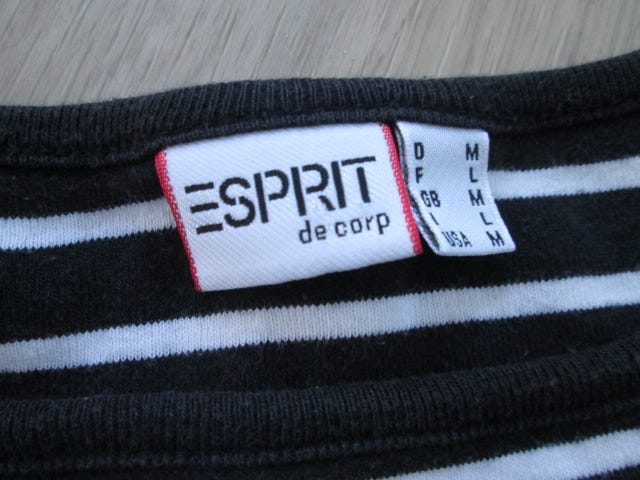 ESPRIT
de corp
D M
F L
GB M
I L
USA M